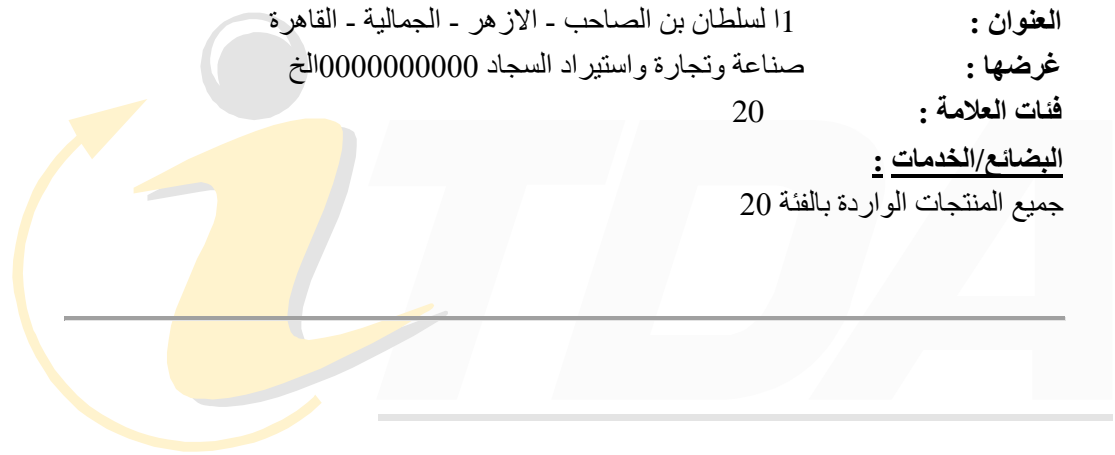 العنوان : 1ا لسلطان بن الصاحب - الازهر - الجمالية - القاهرة
غرضها : صناعة وتجارة واستيراد السجاد 0000000000الخ
فئات العلامة : 20
البضائع/الخدمات :
جميع المنتجات الواردة بالفئة 20
iTDA